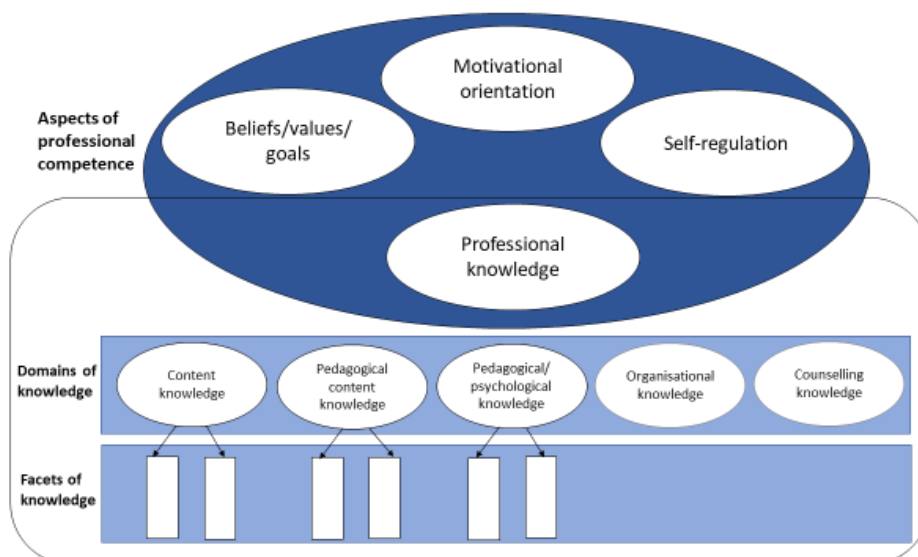 Motivational
orientation
Aspects of
professional
competence
Beliefs/values/
goals
Self-regulation
Professional
knowledge
Domains of
knowledge
Content
knowledge
Pedagogical
content
knowledge
Pedagogical/
psychological
knowledge
Organisational
knowledge
Counselling
knowledge
Facets of
knowledge